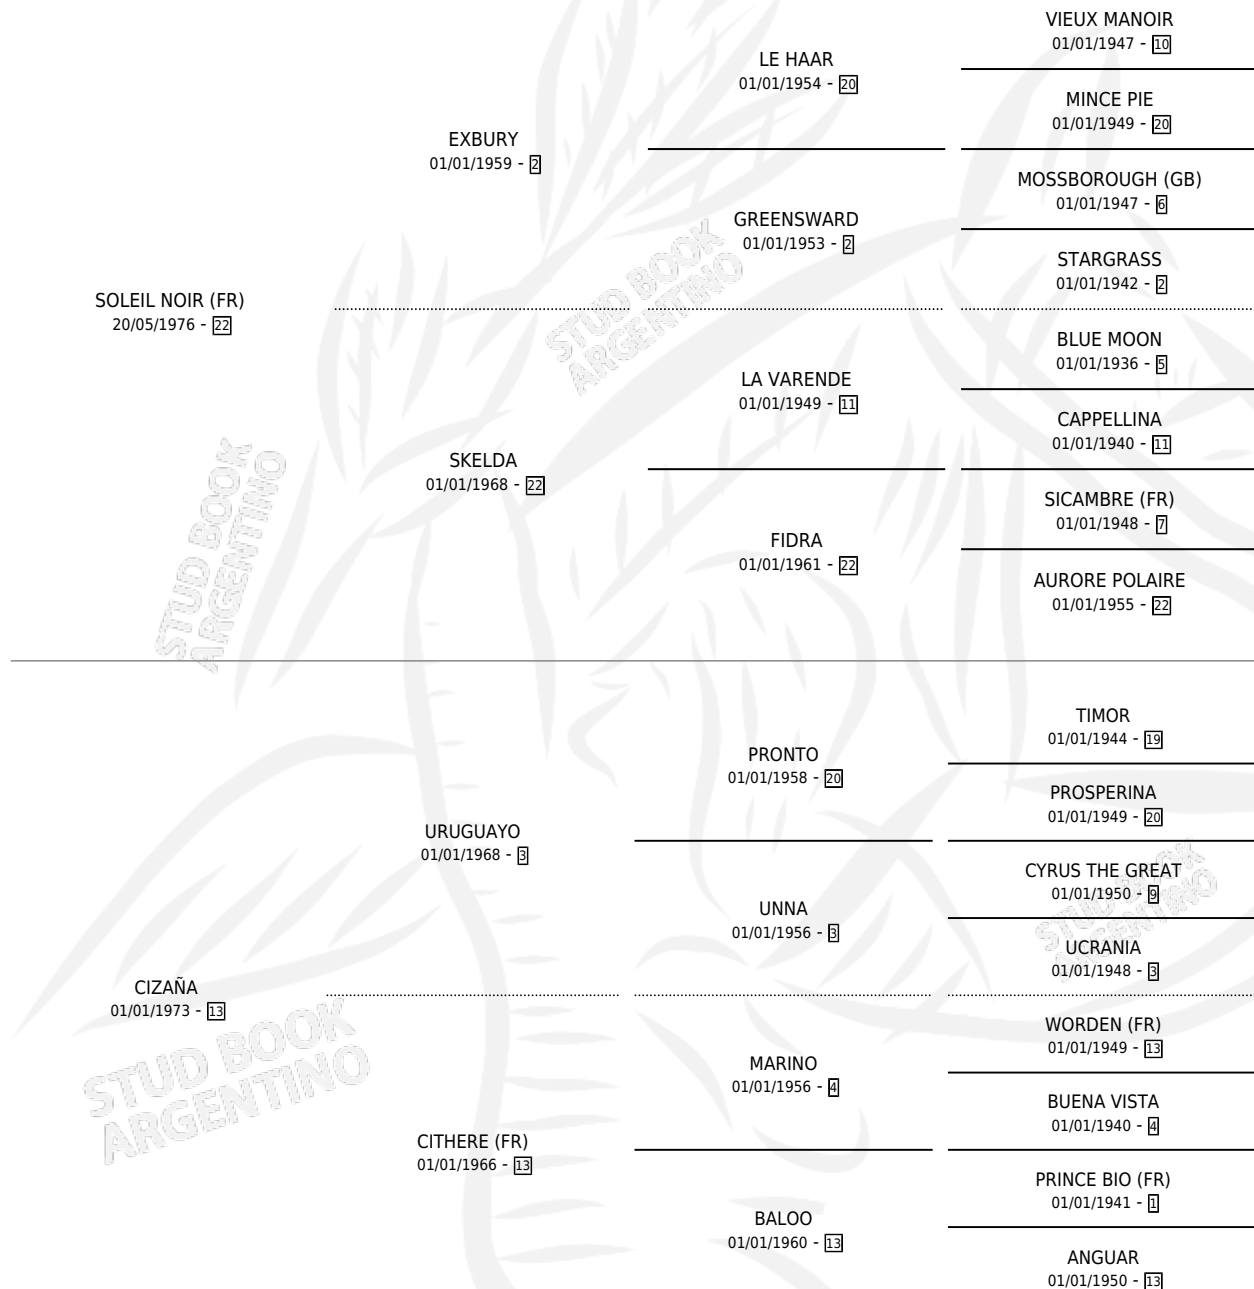 VIEUX MANOIR
01/01/1947 - 10
LE HAAR
01/01/1954 - 20
MINCE PIE
01/01/1949 - 20
EXBURY
01/01/1959 - 2
MOSSBOROUGH (GB)
01/01/1947 - 6
GREENSWARD
01/01/1953 - 2
STARGRASS
01/01/1942 - 2
SOLEIL NOIR (FR)
20/05/1976 - 22
STUD BOOK
ARGENTINO
BLUE MOON
01/01/1936 - 5
LA VARENDE
01/01/1949 - 11
CAPPELLINA
01/01/1940 - 11
SKELDA
01/01/1968 - 22
SICAMBRE (FR)
01/01/1948 - 7
FIDRA
01/01/1961 - 22
AURORE POLAIRE
01/01/1955 - 22
STUD BOOK
ARGENTINO
TIMOR
01/01/1944 - 19
PRONTO
01/01/1958 - 20
PROSPERINA
01/01/1949 - 20
URUGUAYO
01/01/1968 - 3
CYRUS THE GREAT
01/01/1950 - 9
UNNA
01/01/1956 - 3
UCRANIA
01/01/1948 - 3
STUD BOOK
ARGENTINO
CIZAÑA
01/01/1973 - 13
WORDEN (FR)
01/01/1949 - 13
MARINO
01/01/1956 - 4
BUENA VISTA
01/01/1940 - 4
STUD BOOK
ARGENTINO
CITHERE (FR)
01/01/1966 - 13
PRINCE BIO (FR)
01/01/1941 - 1
BALOO
01/01/1960 - 13
ANGUAR
01/01/1950 - 13